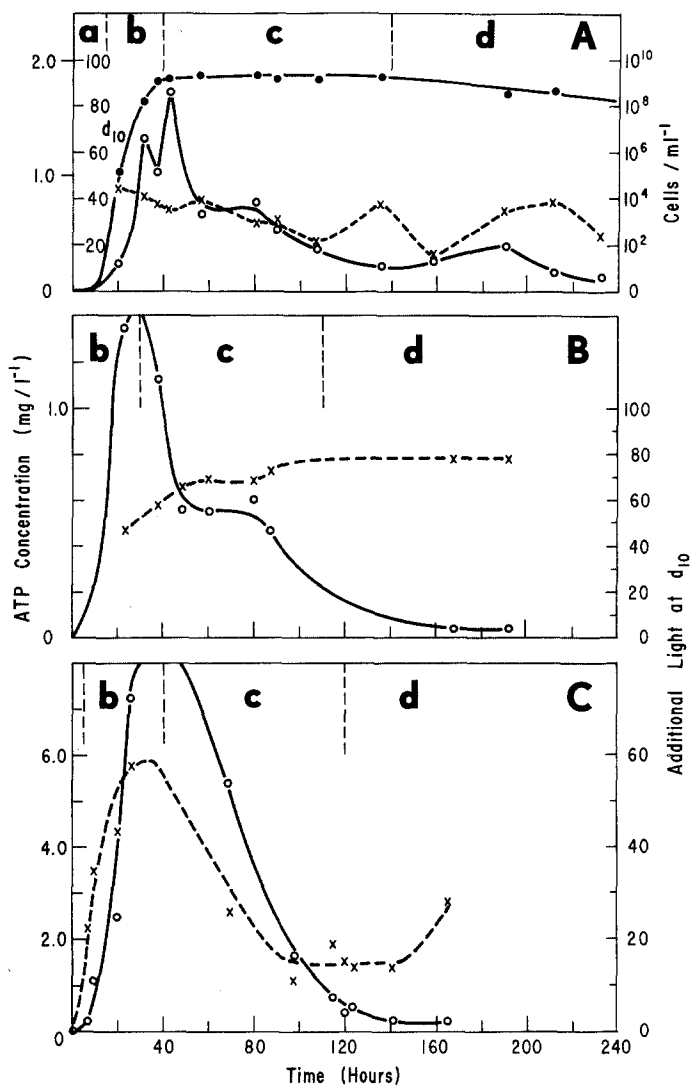 a b c d A
2.0 100 10^10
80 10^8
d10
60 10^6
1.0 40 10^4
20 10^2
0 0
Cells / ml^-1
b c d B
1.0 100
80
60
40
20
0 0
ATP Concentration (mg / l^-1)
Additional Light at d10
b c d C
6.0 60
4.0 40
2.0 20
0 0
0 40 80 120 160 200 240
Time (Hours)